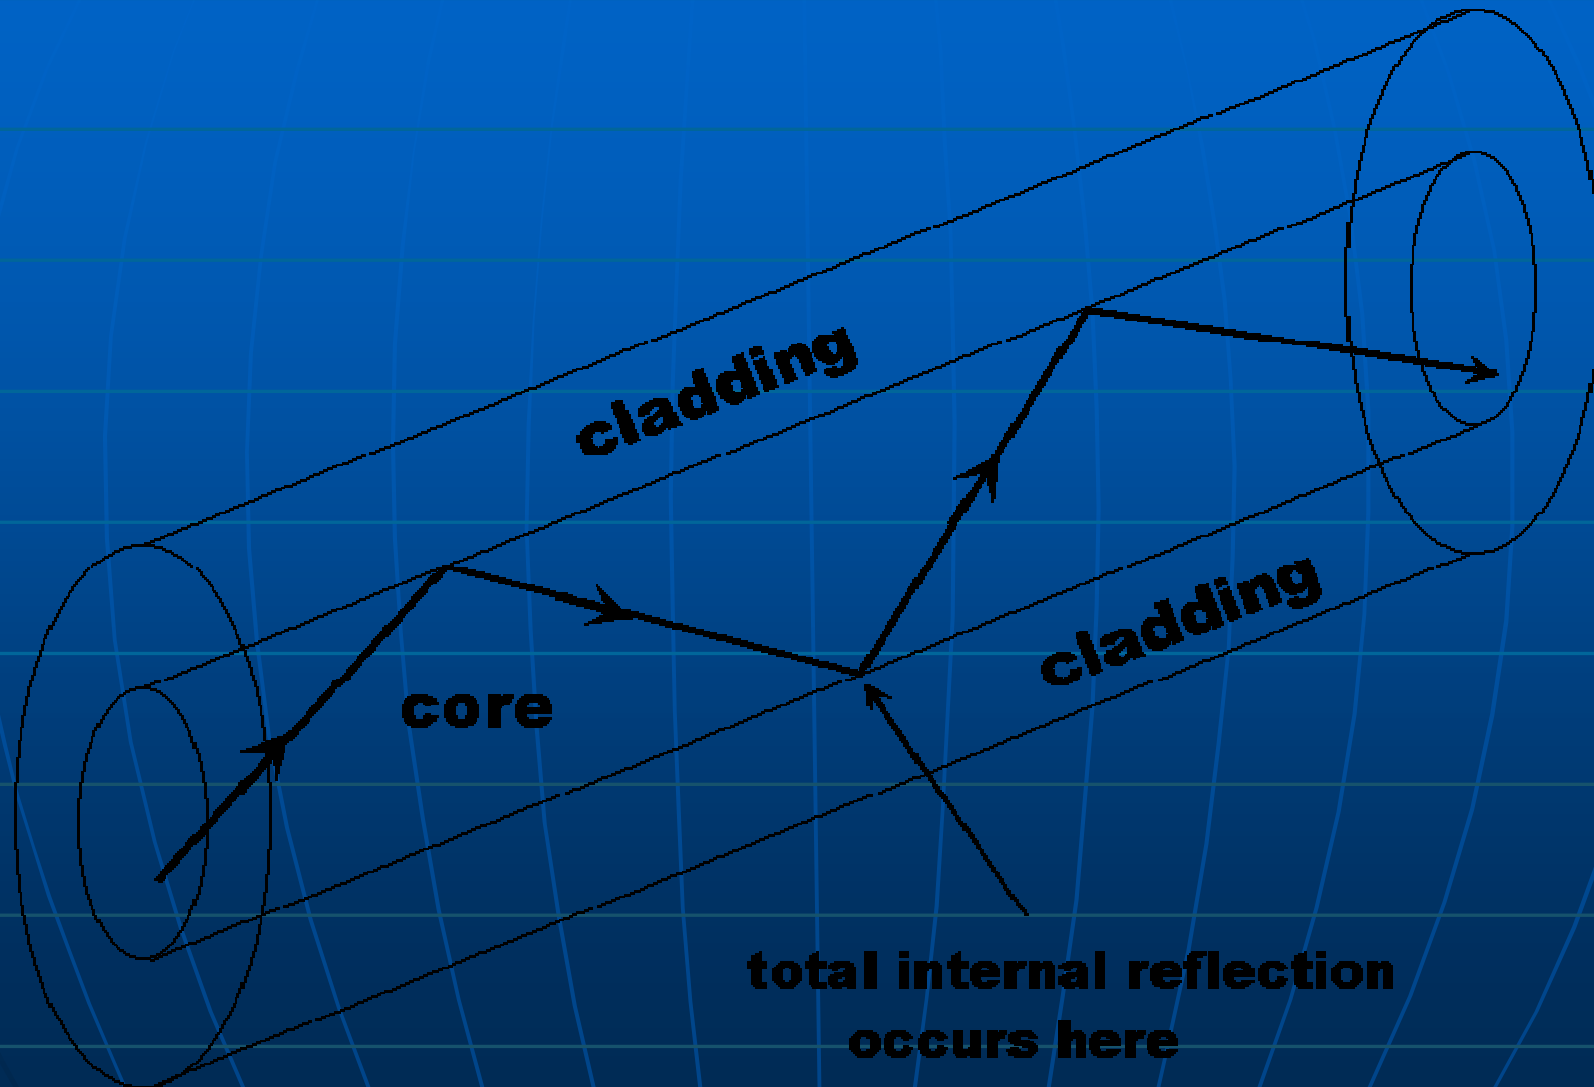 cladding
core
cladding
total internal reflection
occurs here